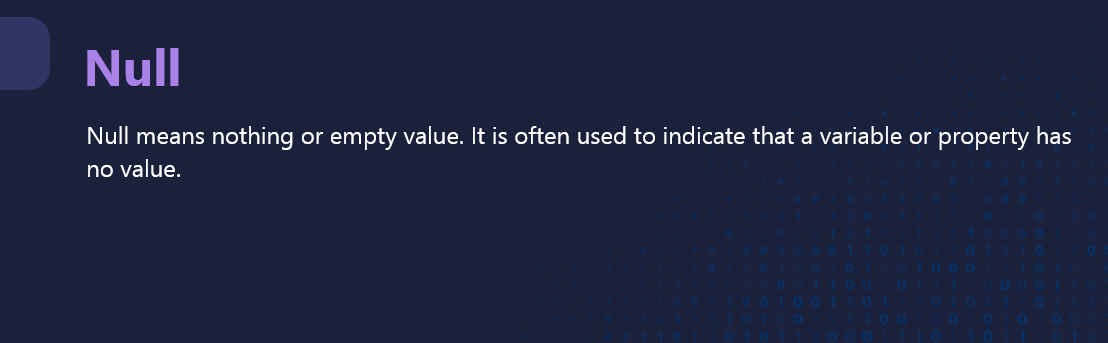 Null
Null means nothing or empty value. It is often used to indicate that a variable or property has
no value.